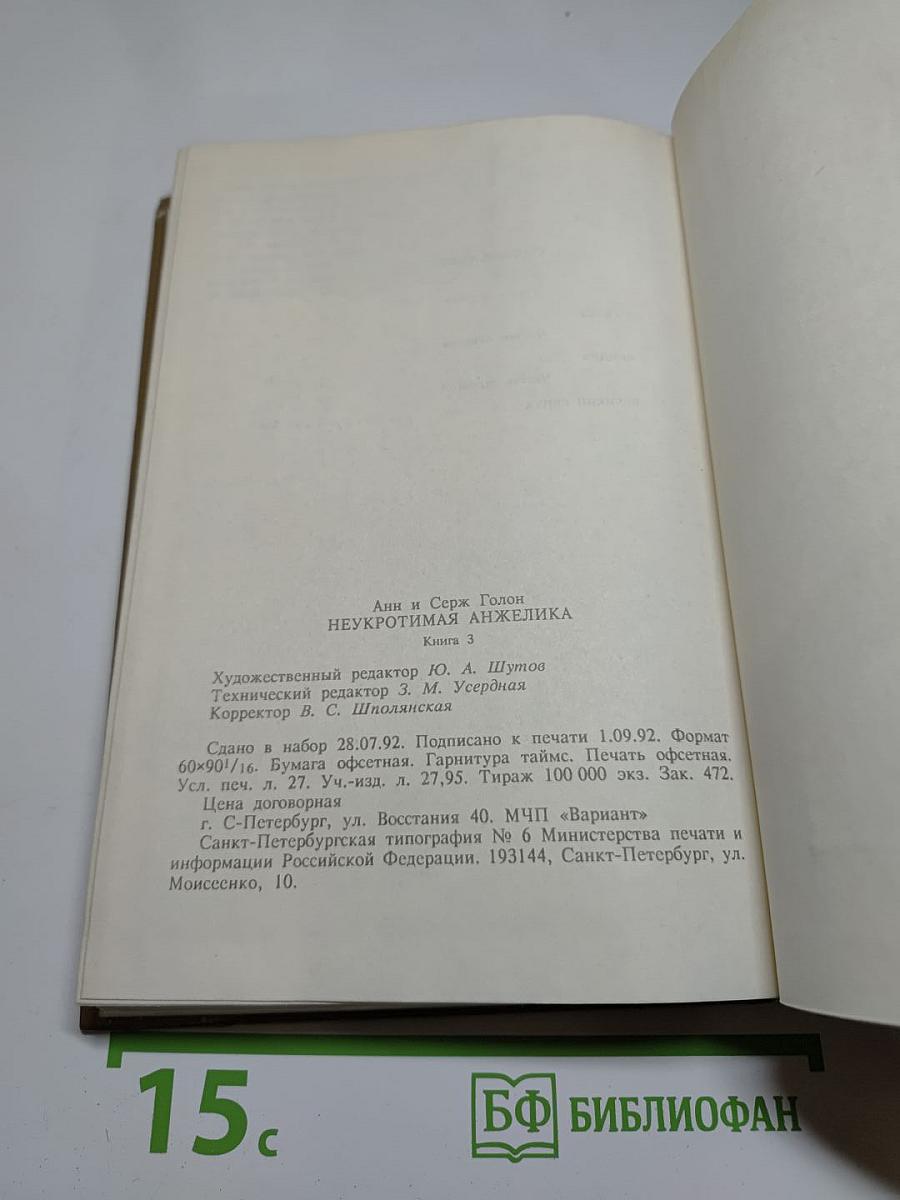 Анн и Серж Голон
НЕУКРОТИМАЯ АНЖЕЛИКА
Книга 3
Художественный редактор Ю. А. Шутов
Технический редактор З. М. Усердная
Корректор В. С. Шполянская
Сдано в набор 28.07.92. Подписано к печати 1.09.92. Формат
60×90¹/₁₆. Бумага офсетная. Гарнитура таймс. Печать офсетная.
Усл. печ. л. 27. Уч.-изд. л. 27,95. Тираж 100 000 экз. Зак. 472.
Цена договорная
г. С-Петербург, ул. Восстания 40. МЧП «Вариант»
Санкт-Петербургская типография № 6 Министерства печати и
информации Российской Федерации. 193144, Санкт-Петербург, ул.
Моисеенко, 10.
15 с
БФ БИБЛИОФАН